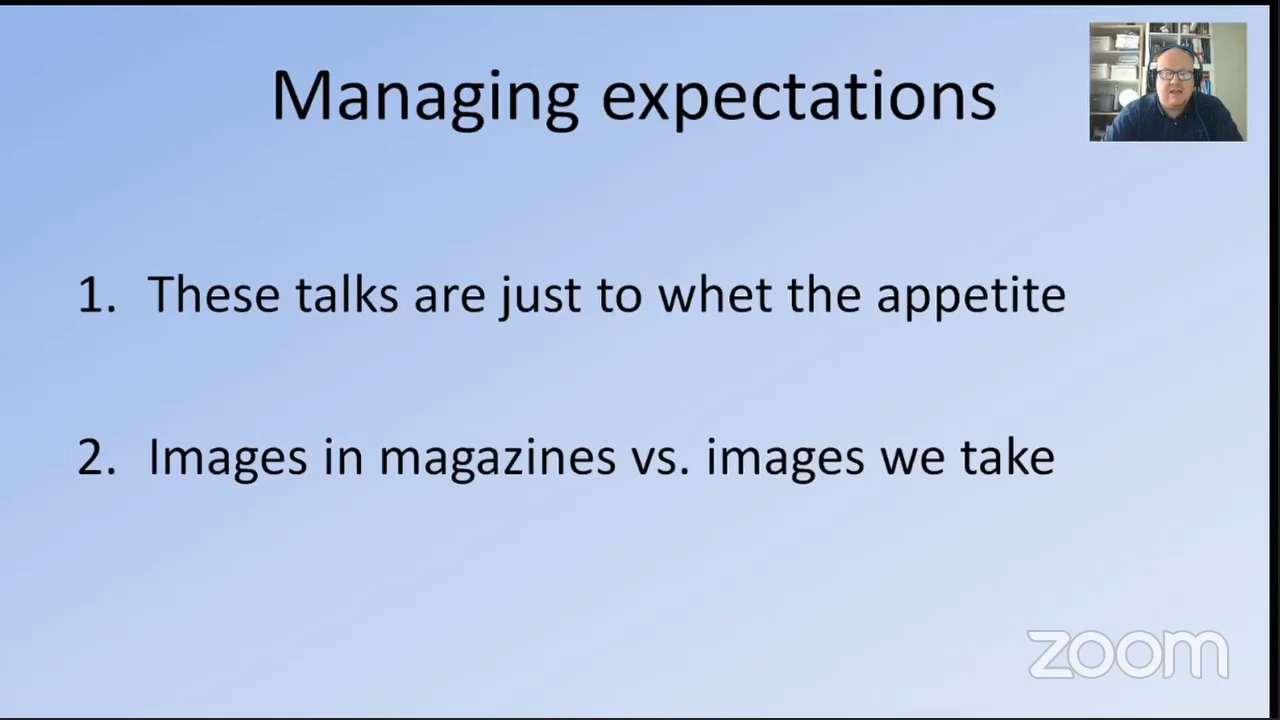 Managing expectations
1. These talks are just to whet the appetite
2. Images in magazines vs. images we take
zoom